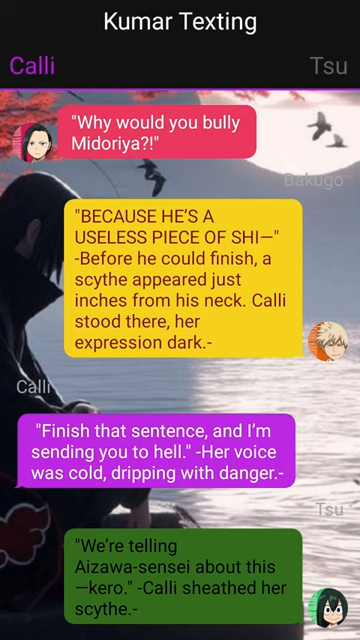 Kumar Texting
Calli
Tsu
"Why would you bully
Midoriya?!"
Bakugo
"BECAUSE HE'S A
USELESS PIECE OF SHI—"
-Before he could finish, a
scythe appeared just
inches from his neck. Calli
stood there, her
expression dark.-
Calli
"Finish that sentence, and I'm
sending you to hell." -Her voice
was cold, dripping with danger.-
Tsu
"We're telling
Aizawa-sensei about this
—kero." -Calli sheathed her
scythe.-